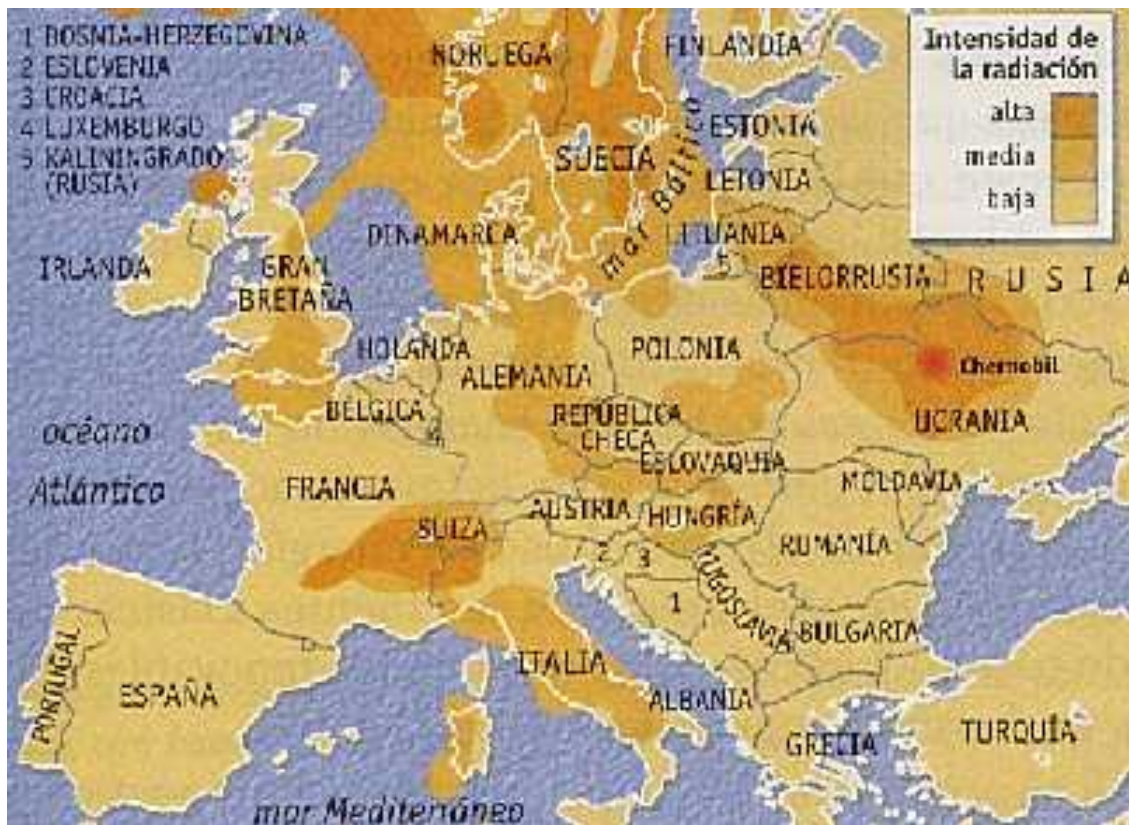 1 BOSNIA-HERZEGOVINA
2 ESLOVENIA
3 CROACIA
4 LUXEMBURGO
5 KALININGRADO
(RUSIA)
Intensidad de
la radiación
alta
media
baja
NORUEGA
FINLANDIA
SUECIA
mar Báltico
ESTONIA
LETONIA
LITUANIA
DINAMARCA
IRLANDA
GRAN
BRETAÑA
5
BIELORRUSIA
RUSIA
HOLANDA
ALEMANIA
POLONIA
Chernobil
BÉLGICA
4
REPÚBLICA
CHECA
UCRANIA
océano
Atlántico
ESLOVAQUIA
FRANCIA
MOLDAVIA
SUIZA
AUSTRIA
HUNGRÍA
RUMANÍA
2
3
1
YUGOSLAVIA
BULGARIA
PORTUGAL
ESPAÑA
ITALIA
ALBANIA
GRECIA
TURQUÍA
mar Mediterráneo